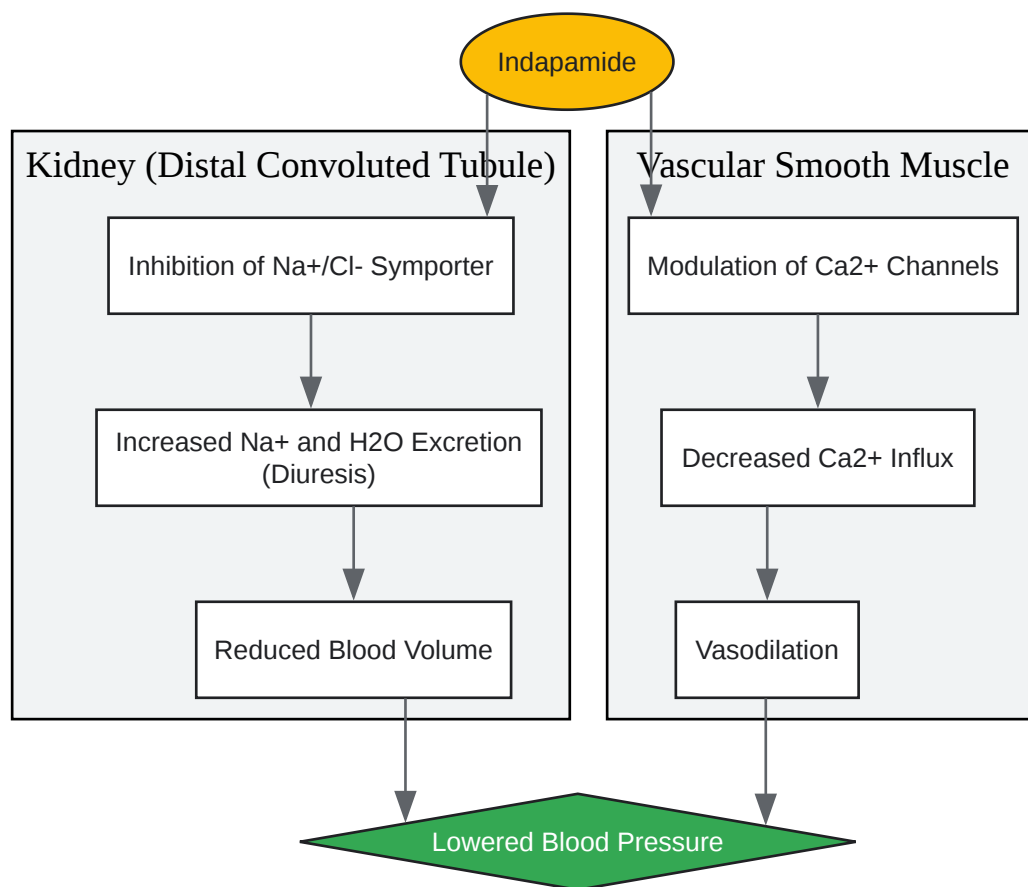 Indapamide
Kidney (Distal Convoluted Tubule)
Inhibition of Na+/Cl- Symporter
Increased Na+ and H2O Excretion
(Diuresis)
Reduced Blood Volume
Vascular Smooth Muscle
Modulation of Ca2+ Channels
Decreased Ca2+ Influx
Vasodilation
Lowered Blood Pressure